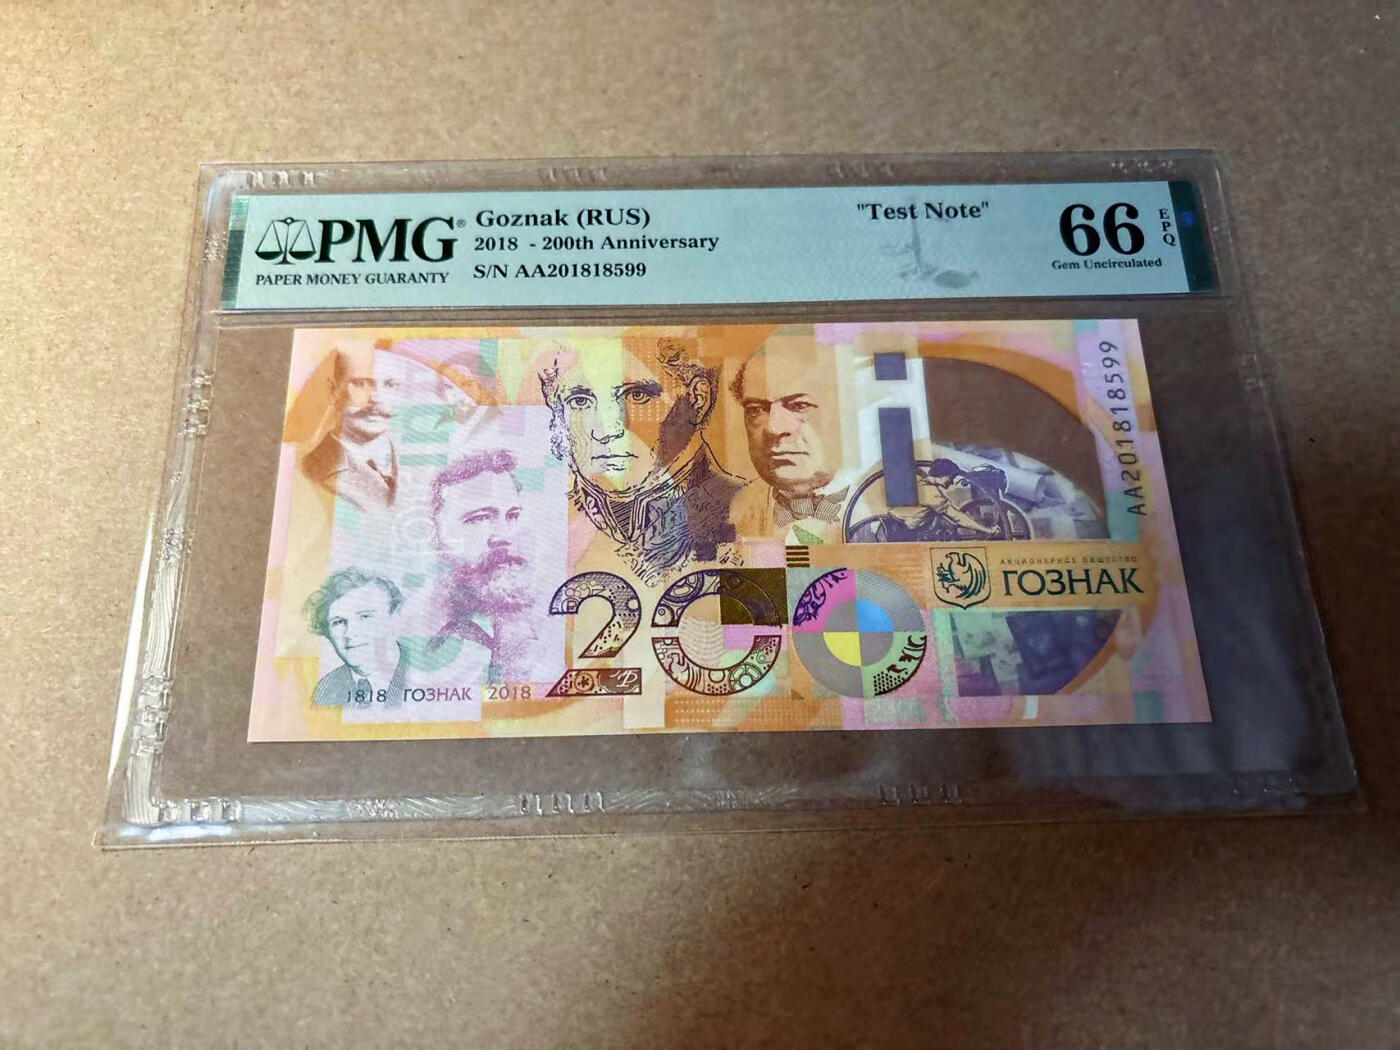 PMG®
PAPER MONEY GUARANTY
Goznak (RUS)
2018 - 200th Anniversary
S/N AA201818599
"Test Note"
66
EPQ
Gem Uncirculated
AA201818599
АКЦИОНЕРНОЕ ОБЩЕСТВО
ГОЗНАК
200
1818 ГОЗНАК 2018